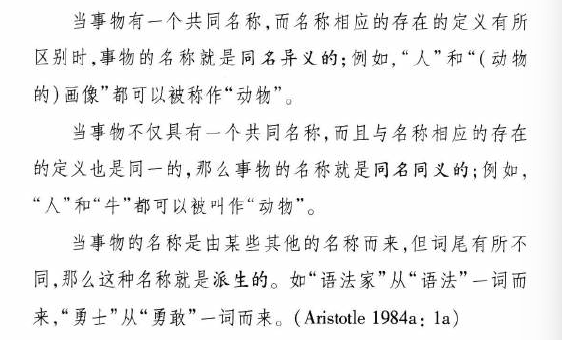 当事物有一个共同名称,而名称相应的存在的定义有所
区别时,事物的名称就是同名异义的;例如,“人”和“(动物
的)画像”都可以被称作“动物”。
当事物不仅具有一个共同名称,而且与名称相应的存在
的定义也是同一的,那么事物的名称就是同名同义的;例如,
“人”和“牛”都可以被叫作“动物”。
当事物的名称是由某些其他的名称而来,但词尾有所不
同,那么这种名称就是派生的。如“语法家”从“语法”一词而
来,“勇士”从“勇敢”一词而来。(Aristotle 1984a: 1a)